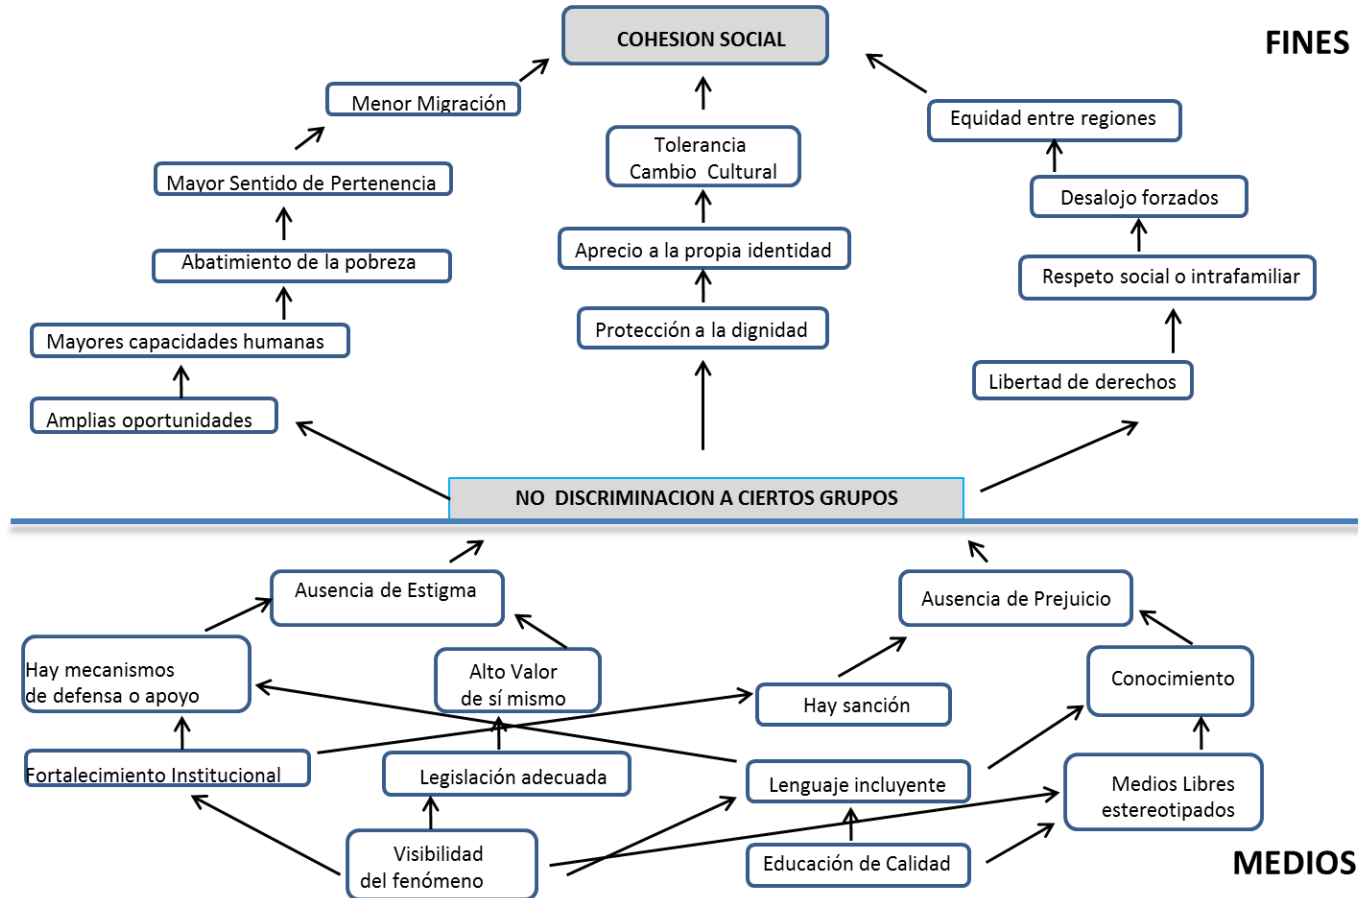 COHESION SOCIAL
FINES
Menor Migración
Equidad entre regiones
Tolerancia
Cambio Cultural
Mayor Sentido de Pertenencia
Desalojo forzados
Aprecio a la propia identidad
Abatimiento de la pobreza
Respeto social o intrafamiliar
Protección a la dignidad
Mayores capacidades humanas
Libertad de derechos
Amplias oportunidades
NO DISCRIMINACION A CIERTOS GRUPOS
Ausencia de Estigma
Ausencia de Prejuicio
Hay mecanismos
de defensa o apoyo
Alto Valor
de sí mismo
Hay sanción
Conocimiento
Fortalecimiento Institucional
Legislación adecuada
Lenguaje incluyente
Medios Libres
estereotipados
Visibilidad
del fenómeno
Educación de Calidad
MEDIOS